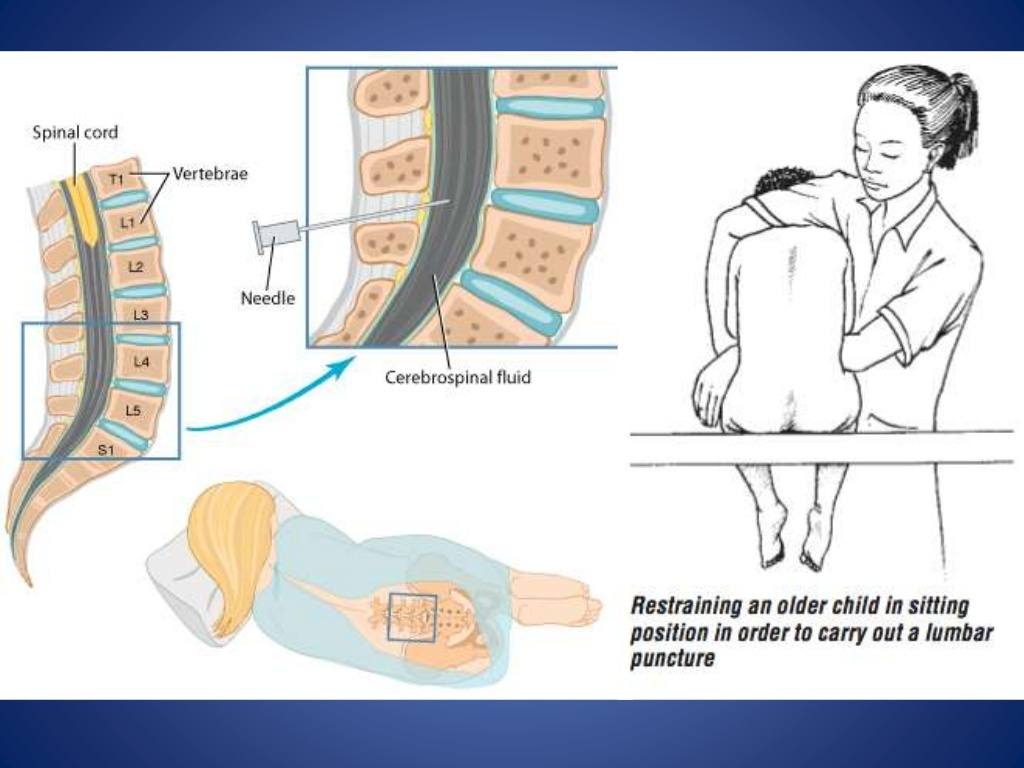 Spinal cord
Vertebrae
T1
L1
L2
L3
L4
L5
S1
Needle
Cerebrospinal fluid
Restraining an older child in sitting
position in order to carry out a lumbar
puncture